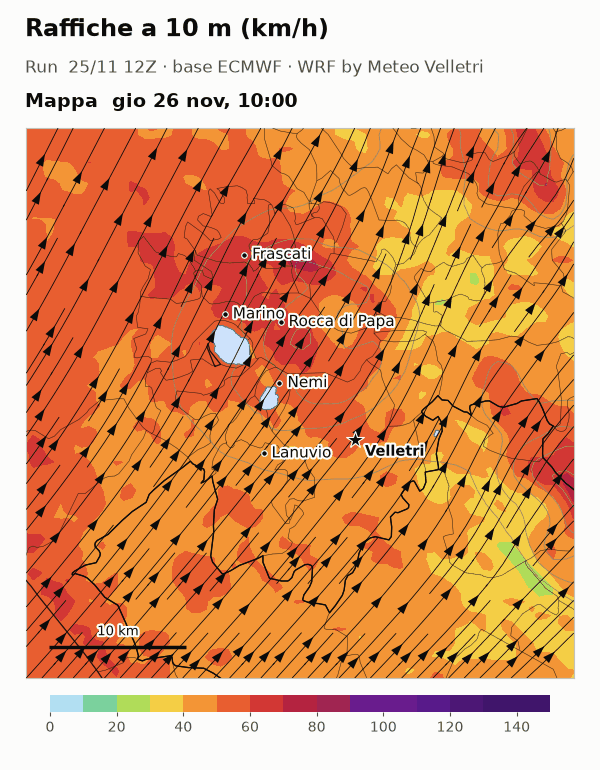 Raffiche a 10 m (km/h)
Run  25/11 12Z · base ECMWF · WRF by Meteo Velletri
Mappa  gio 26 nov, 10:00
Frascati
Marino
Rocca di Papa
Nemi
Velletri
Lanuvio
10 km
0 20 40 60 80 100 120 140